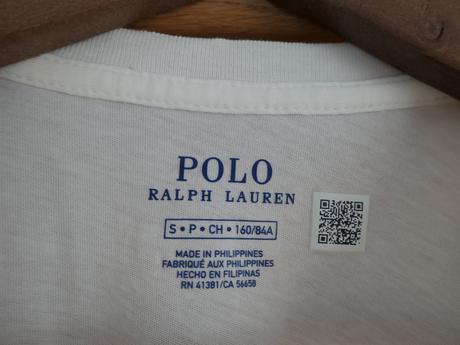 POLO
RALPH LAUREN
S • P • CH • 160/84A
MADE IN PHILIPPINES
FABRIQUÉ AUX PHILIPPINES
HECHO EN FILIPINAS
RN 41381/CA 56658